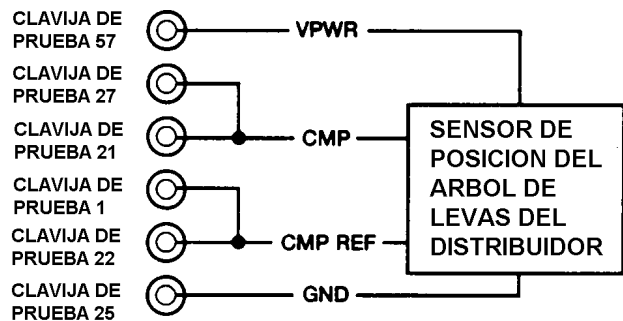 CLAVIJA DE
PRUEBA 57
VPWR
CLAVIJA DE
PRUEBA 27
CLAVIJA DE
PRUEBA 21
CMP
CLAVIJA DE
PRUEBA 1
CLAVIJA DE
PRUEBA 22
CMP REF
CLAVIJA DE
PRUEBA 25
GND
SENSOR DE
POSICION DEL
ARBOL DE
LEVAS DEL
DISTRIBUIDOR